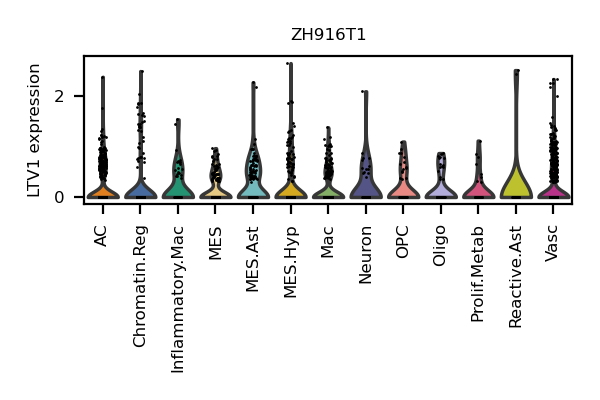 ZH916T1
LTV1 expression
2
0
AC
Chromatin.Reg
Inflammatory.Mac
MES
MES.Ast
MES.Hyp
Mac
Neuron
OPC
Oligo
Prolif.Metab
Reactive.Ast
Vasc